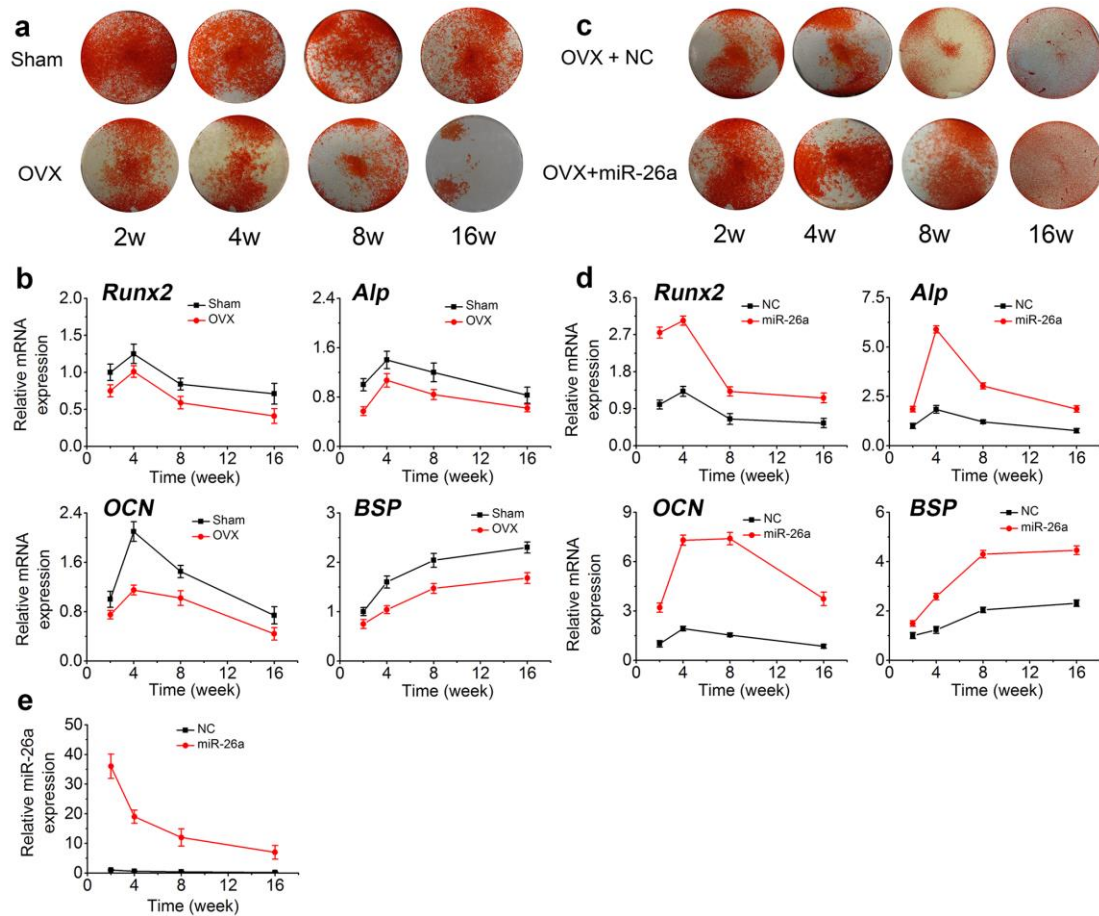 a
Sham
OVX
2w 4w 8w 16w
c
OVX + NC
OVX+miR-26a
2w 4w 8w 16w
b
Runx2
Sham
OVX
Relative mRNA
expression
2.0
1.5
1.0
0.5
0.0
0 4 8 12 16
Time (week)
Alp
Sham
OVX
2.4
1.6
0.8
0.0
0 4 8 12 16
Time (week)
OCN
Sham
OVX
Relative mRNA
expression
2.4
1.6
0.8
0.0
0 4 8 12 16
Time (week)
BSP
Sham
OVX
3
2
1
0
0 4 8 12 16
Time (week)
d
Runx2
NC
miR-26a
Relative mRNA
expression
3.6
2.7
1.8
0.9
0.0
0 4 8 12 16
Time (week)
Alp
NC
miR-26a
7.5
5.0
2.5
0.0
0 4 8 12 16
Time (week)
OCN
NC
miR-26a
Relative mRNA
expression
9
6
3
0
0 4 8 12 16
Time (week)
BSP
NC
miR-26a
6
4
2
0
0 4 8 12 16
Time (week)
e
NC
miR-26a
Relative miR-26a
expression
50
40
30
20
10
0
0 4 8 12 16
Time (week)